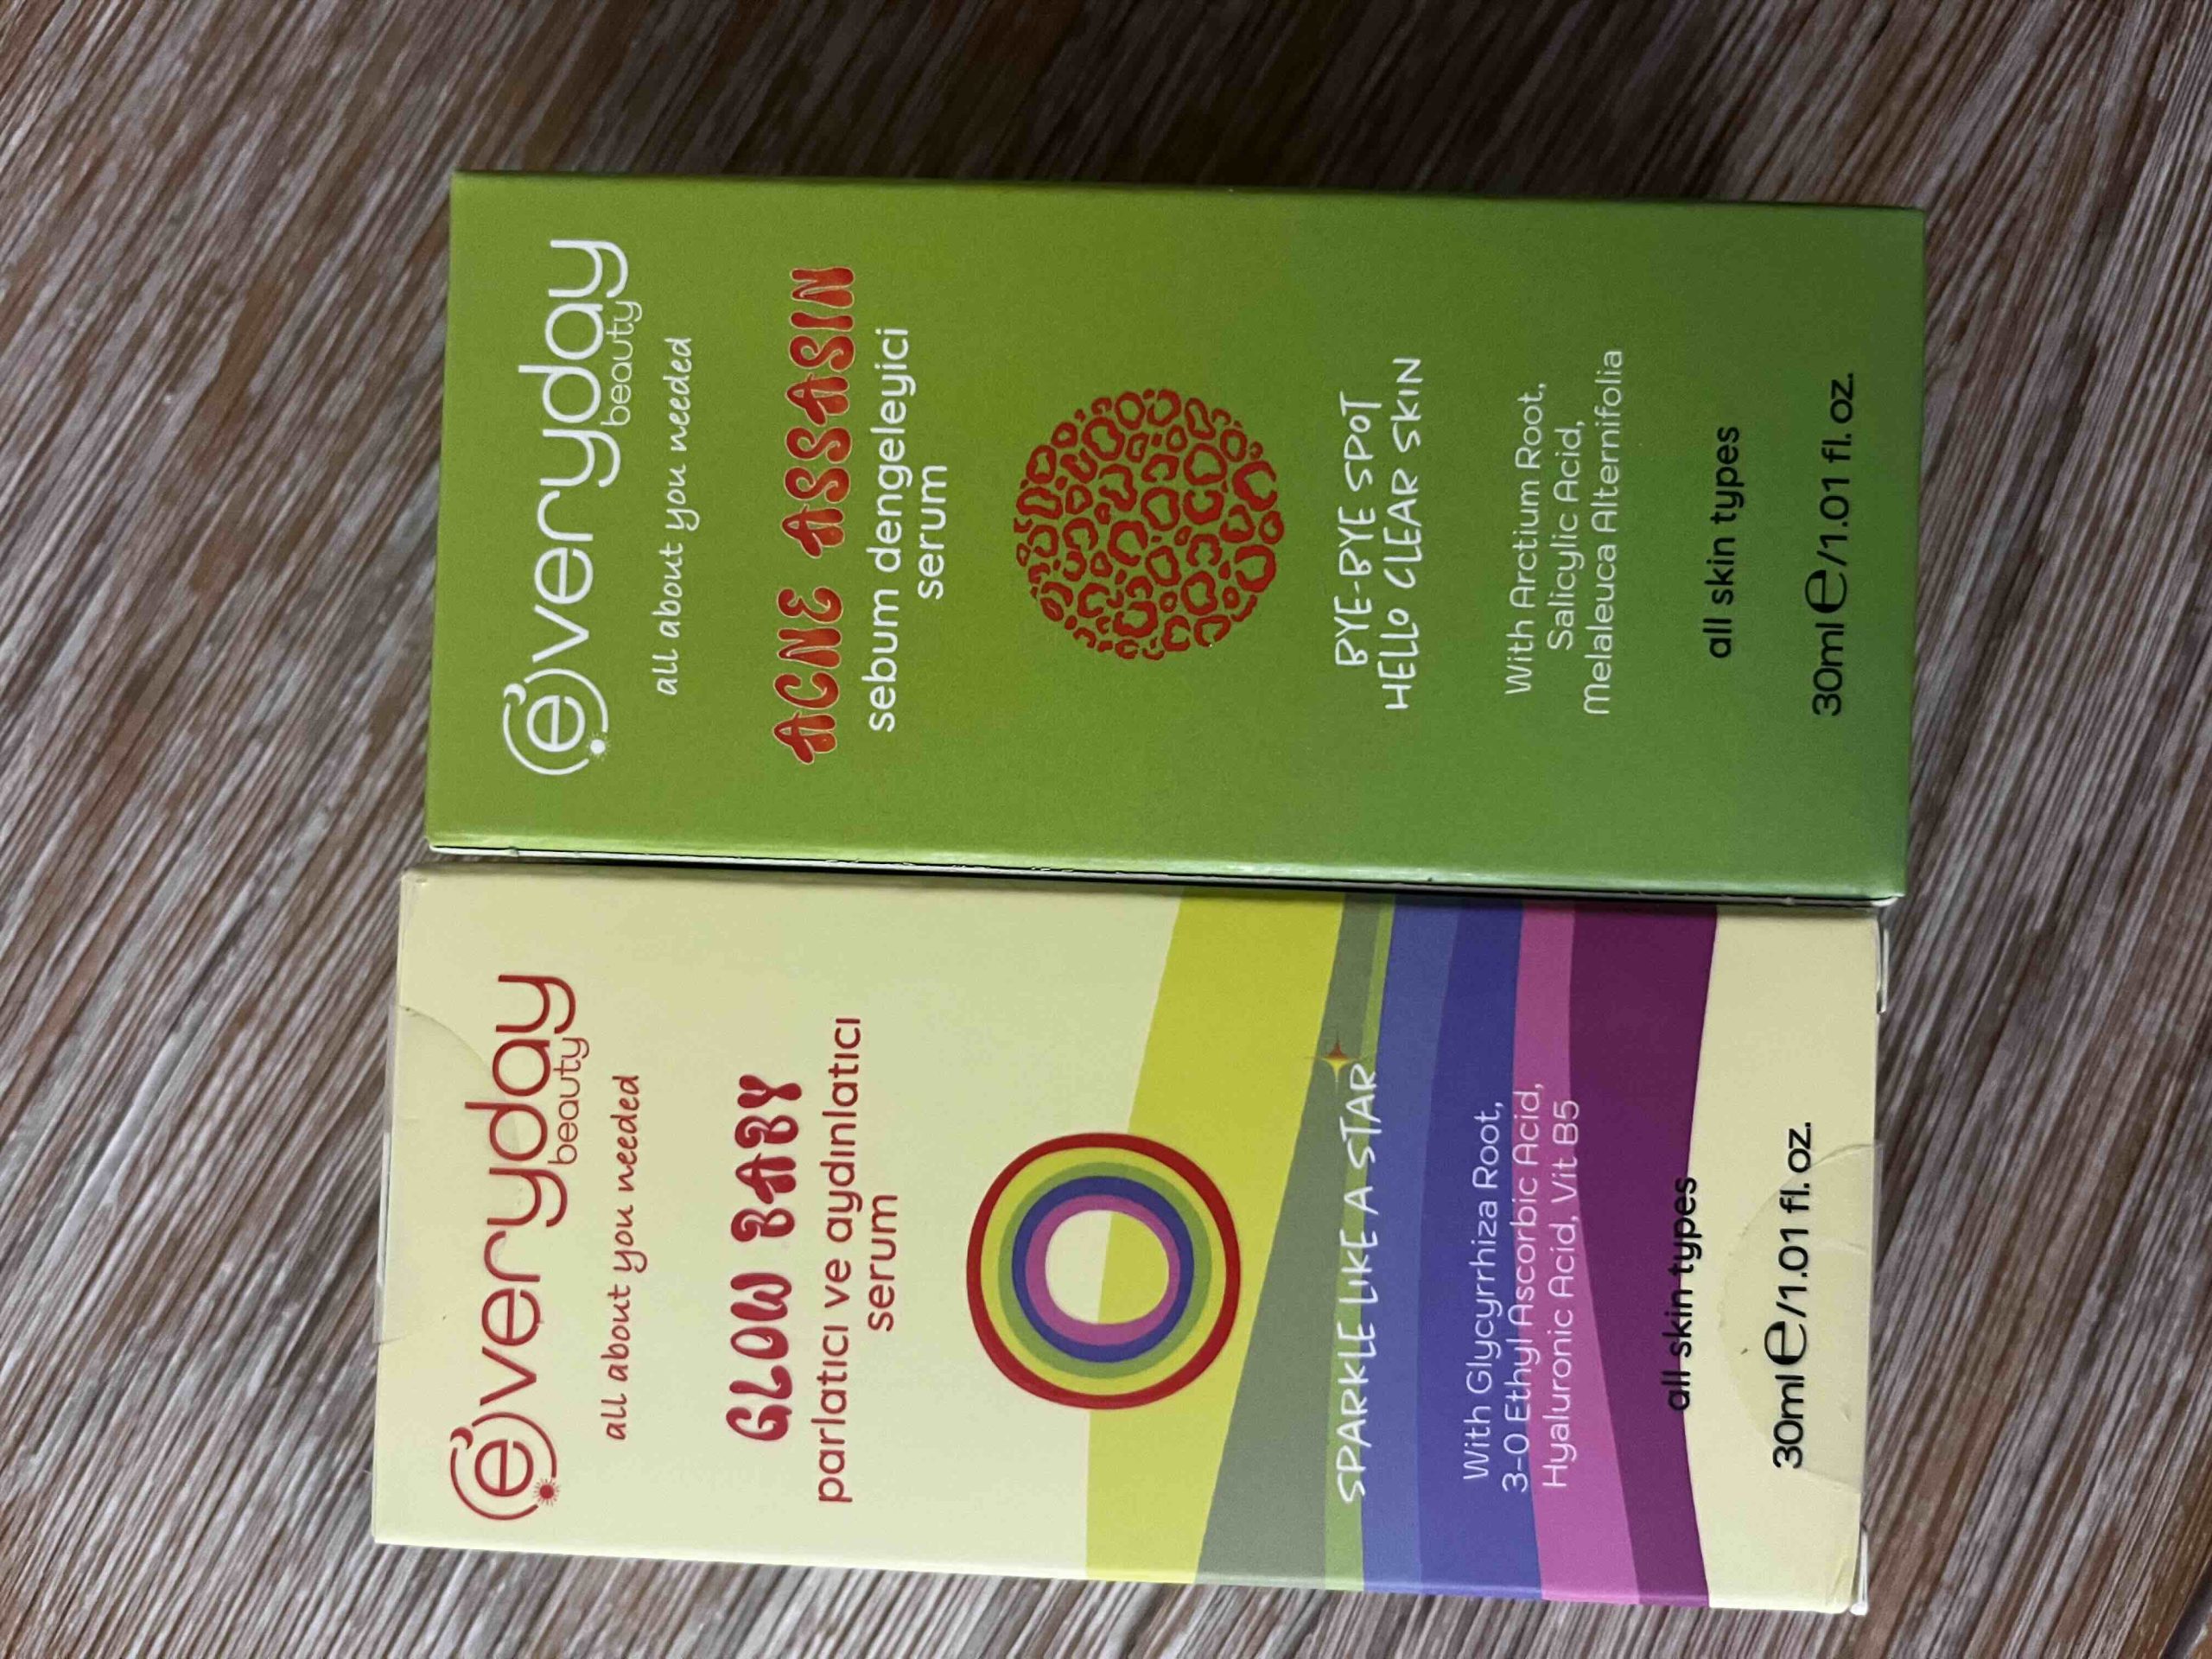 everyday
beauty
all about you needed
GLOW BABY
parlatıcı ve aydınlatıcı
serum
SPARKLE LIKE A STAR
With Glycyrrhiza Root,
3-O Ethyl Ascorbic Acid,
Hyaluronic Acid, Vit B5
all skin types
30ml e/1.01 fl. oz.
everyday
beauty
all about you needed
ACNE ASSASIN
sebum dengeleyici
serum
BYE-BYE SPOT
HELLO CLEAR SKIN
With Arctium Root,
Salicylic Acid,
Melaleuca Alternifolia
all skin types
30ml e/1.01 fl. oz.